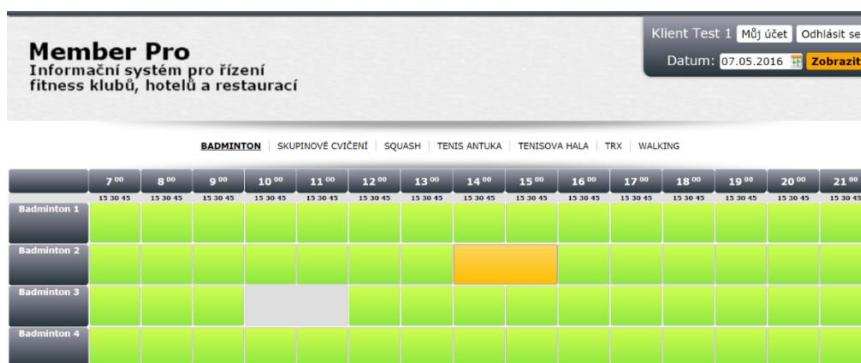 Klient Test 1 Můj účet Odhlásit se
Member Pro
Informační systém pro řízení
fitness klubů, hotelů a restaurací
Datum: 07.05.2016 Zobrazit
BADMINTON SKUPINOVÉ CVIČENÍ SQUASH TENIS ANTUKA TENISOVA HALA TRX WALKING
7 00 8 00 9 00 10 00 11 00 12 00 13 00 14 00 15 00 16 00 17 00 18 00 19 00 20 00 21 00
15 30 45 15 30 45 15 30 45 15 30 45 15 30 45 15 30 45 15 30 45 15 30 45 15 30 45 15 30 45 15 30 45 15 30 45 15 30 45 15 30 45 15 30 45
Badminton 1
Badminton 2
Badminton 3
Badminton 4